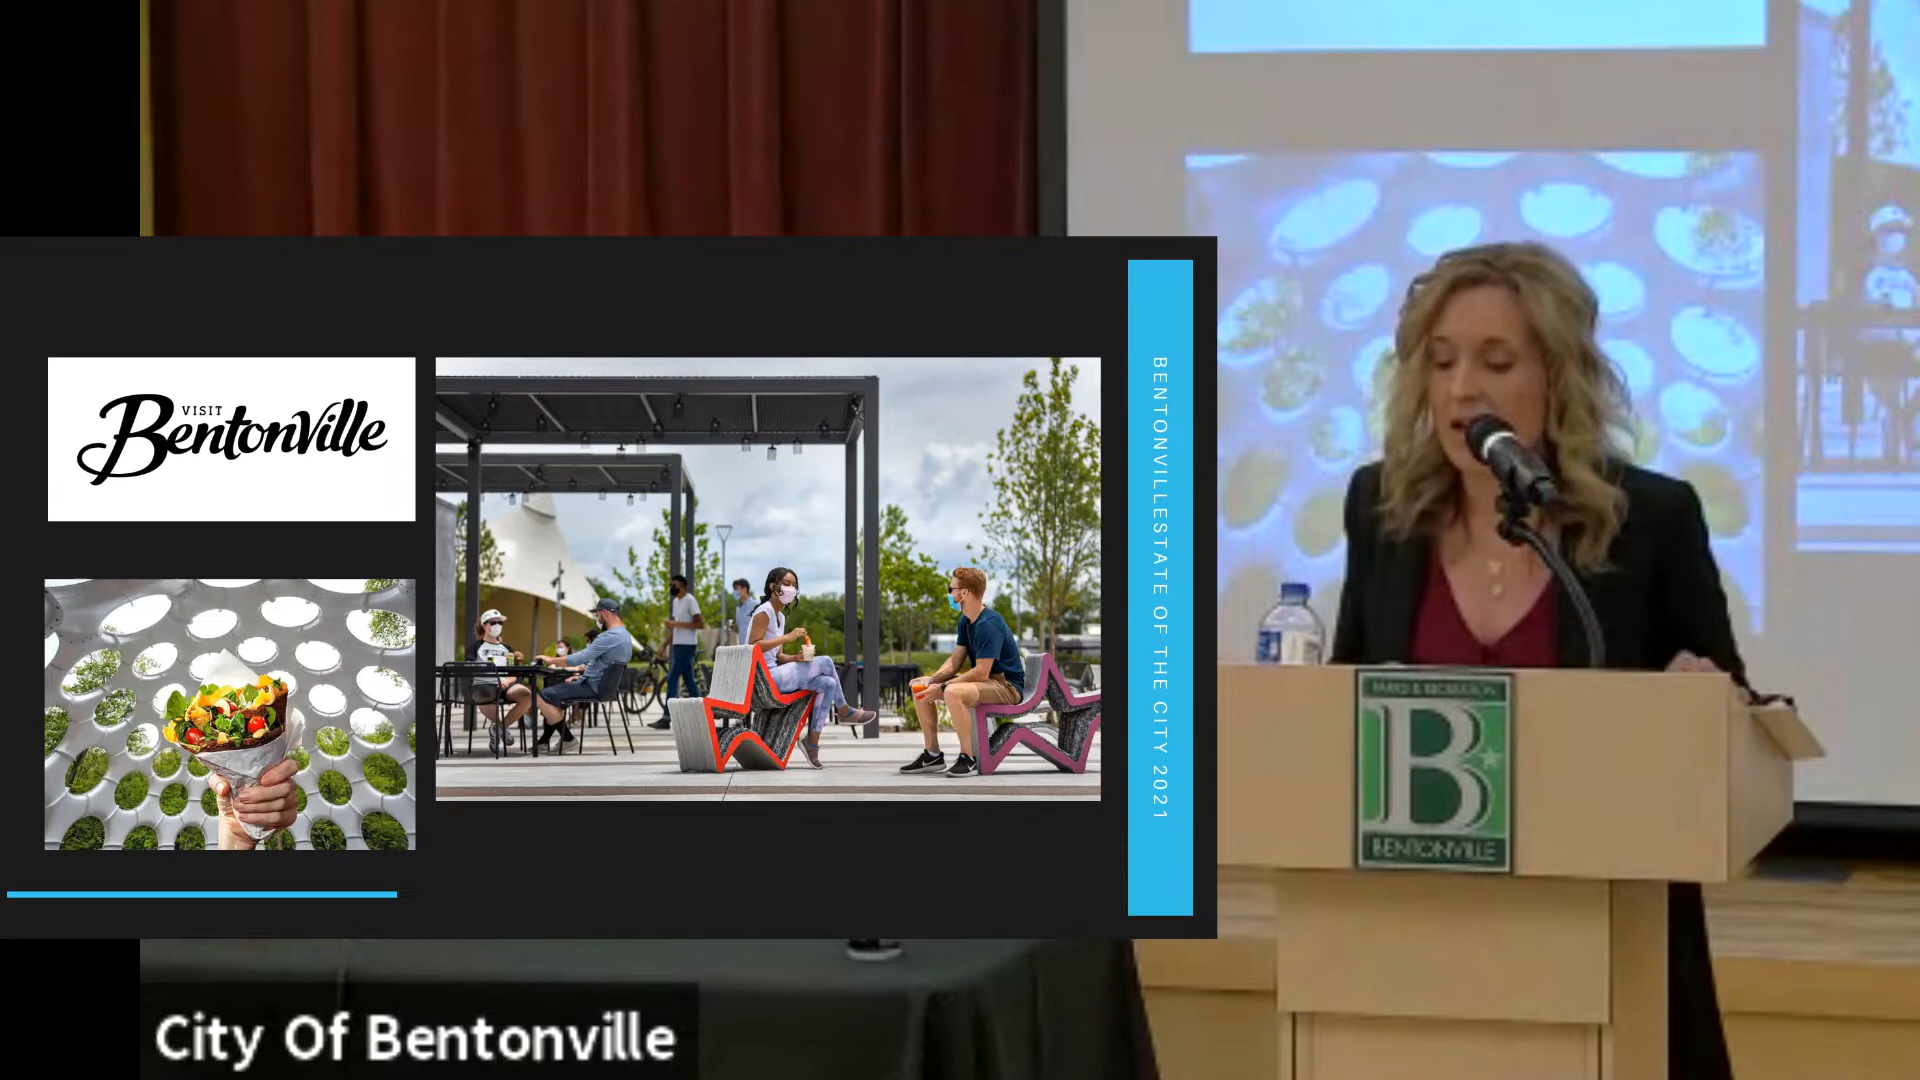 VISIT
Bentonville
BENTONVILLESTATE OF THE CITY 2021
B
BENTONVILLE
City Of Bentonville